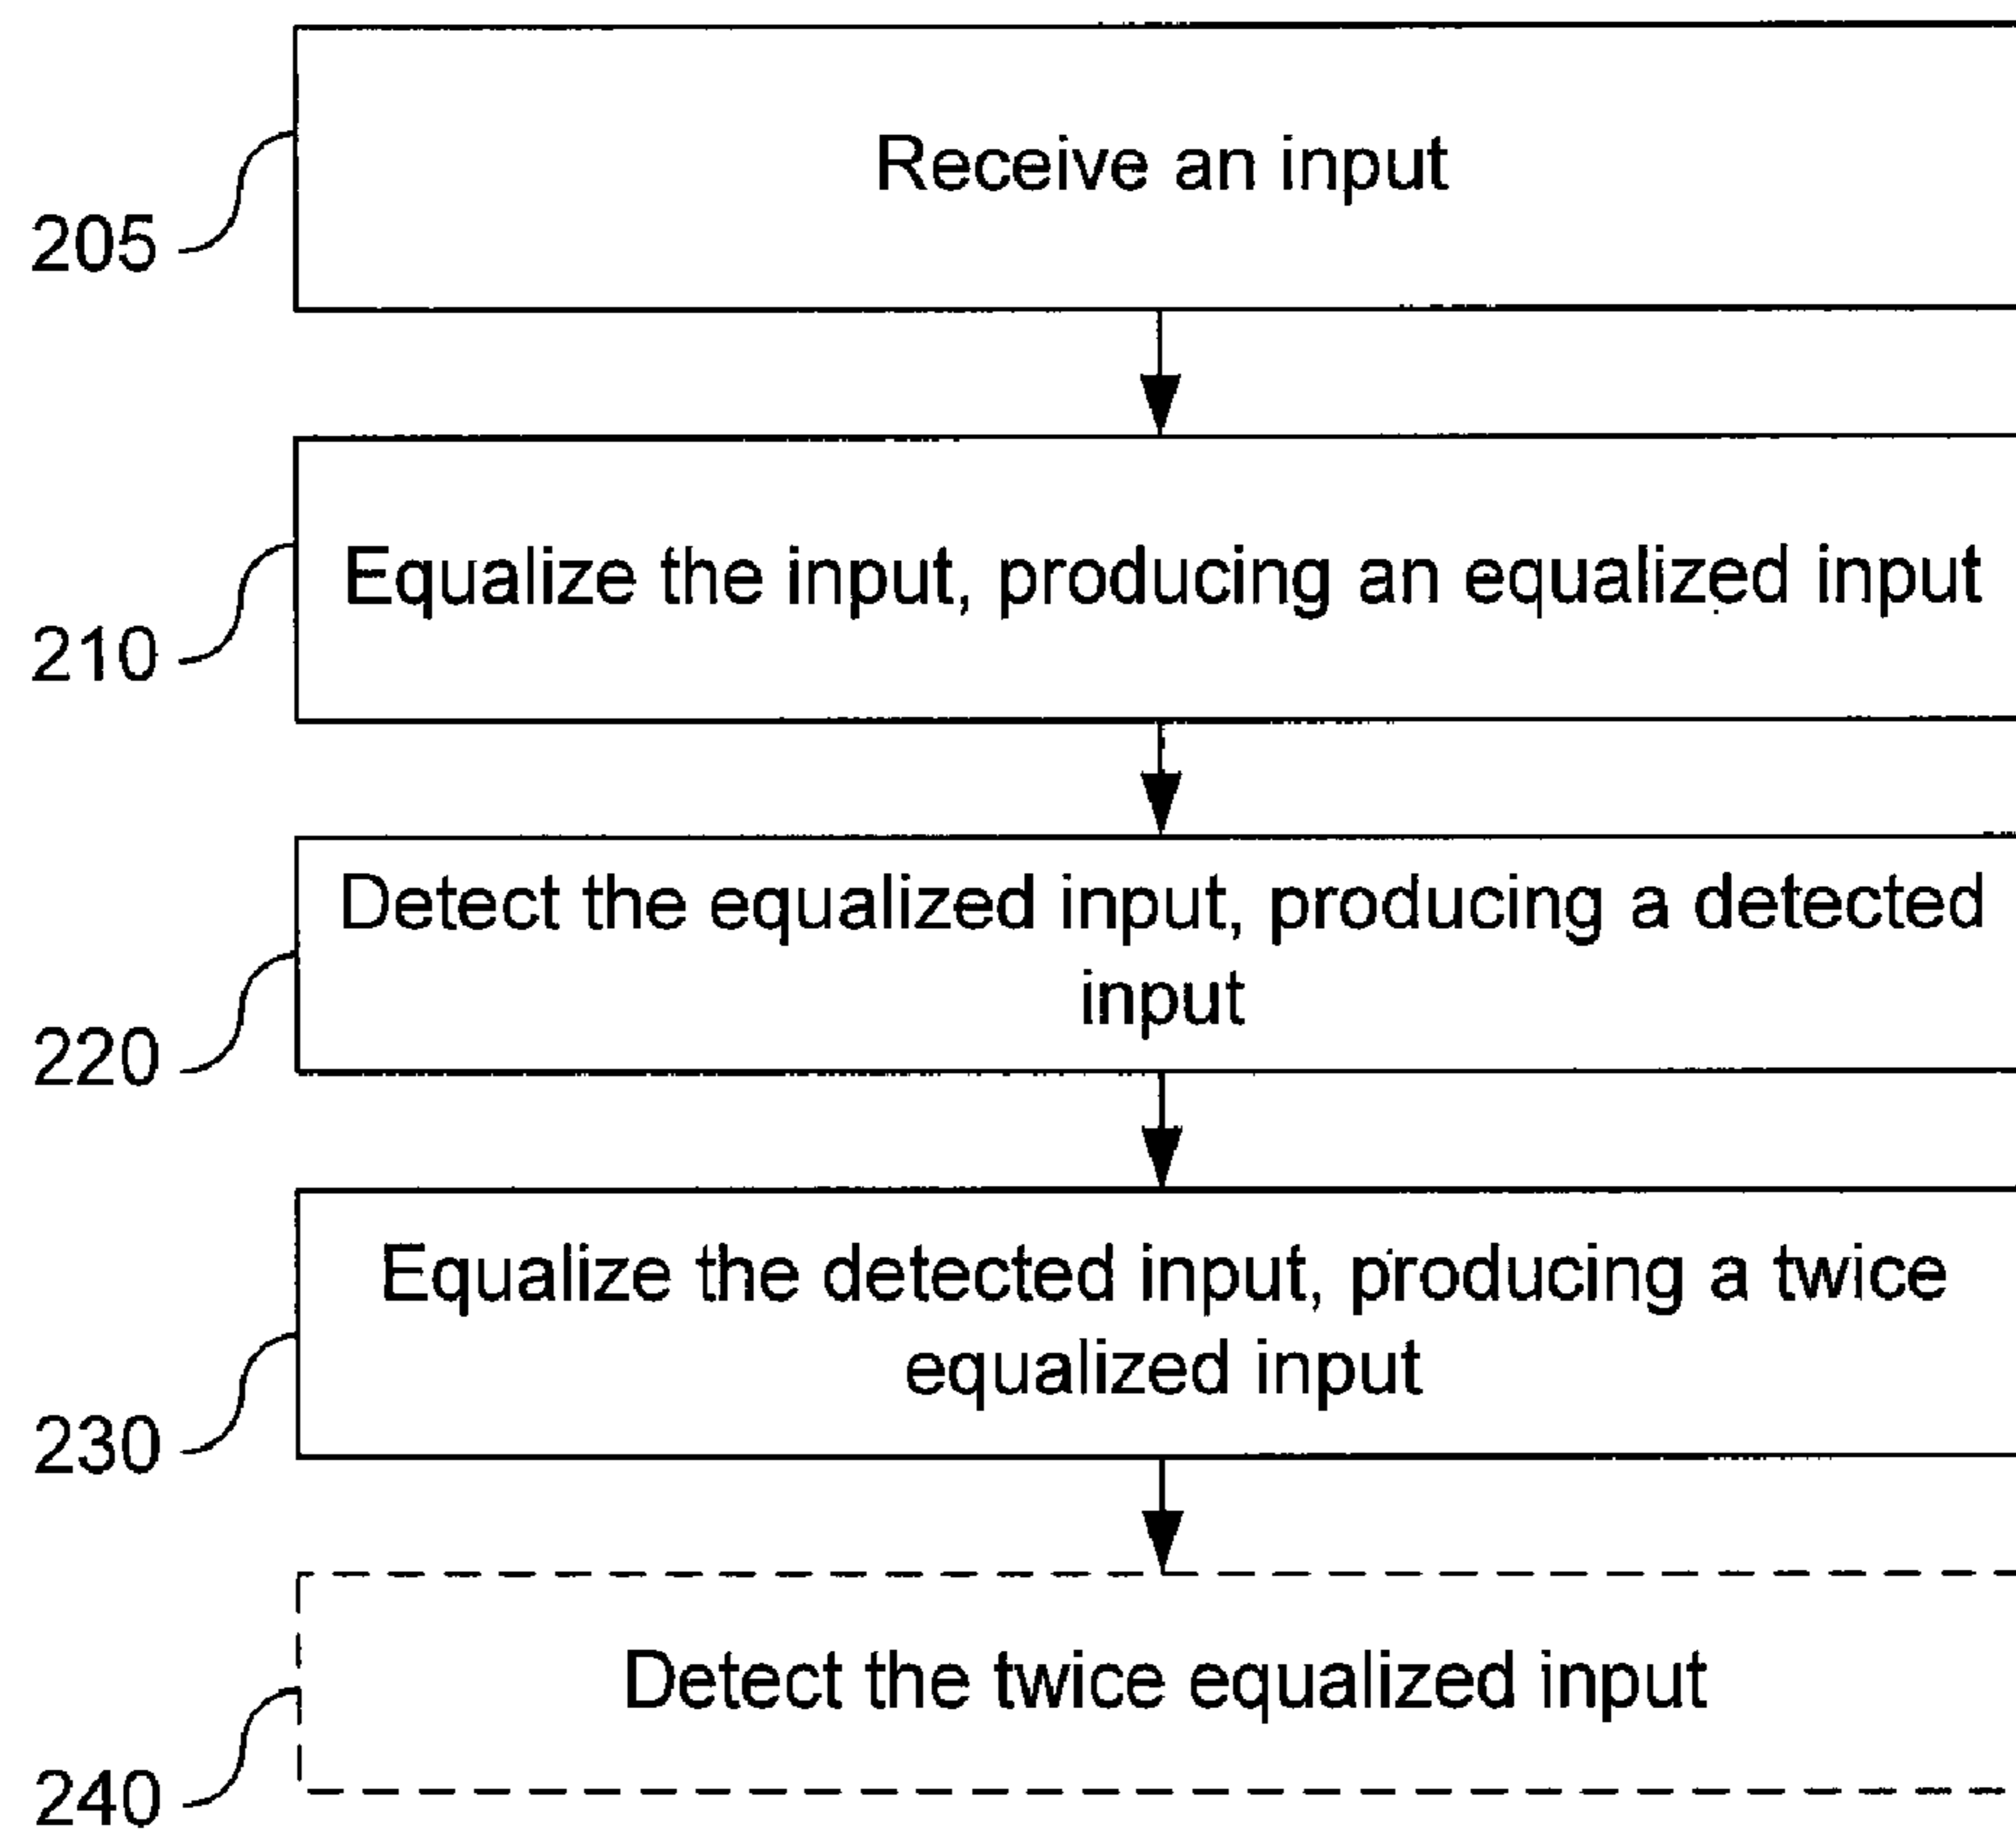 Receive an input
205
Equalize the input, producing an equalized input
210
Detect the equalized input, producing a detected
input
220
Equalize the detected input, producing a twice
equalized input
230
Detect the twice equalized input
240